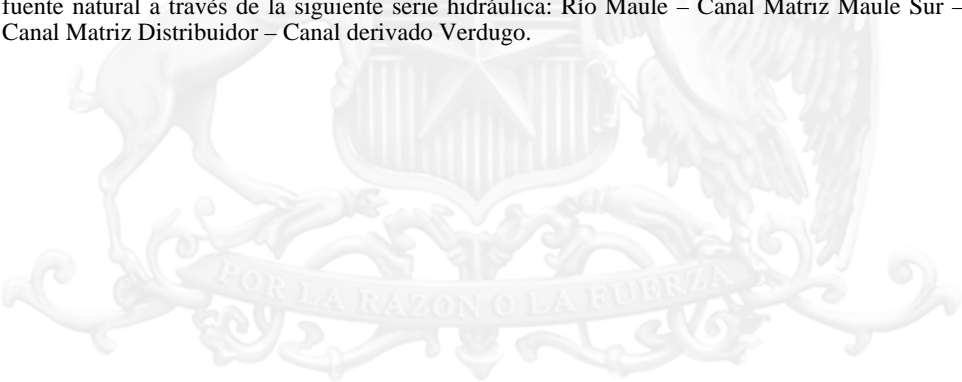 fuente natural a través de la siguiente serie hidráulica: Río Maule – Canal Matriz Maule Sur –
Canal Matriz Distribuidor – Canal derivado Verdugo.
POR LA RAZON O LA FUERZA